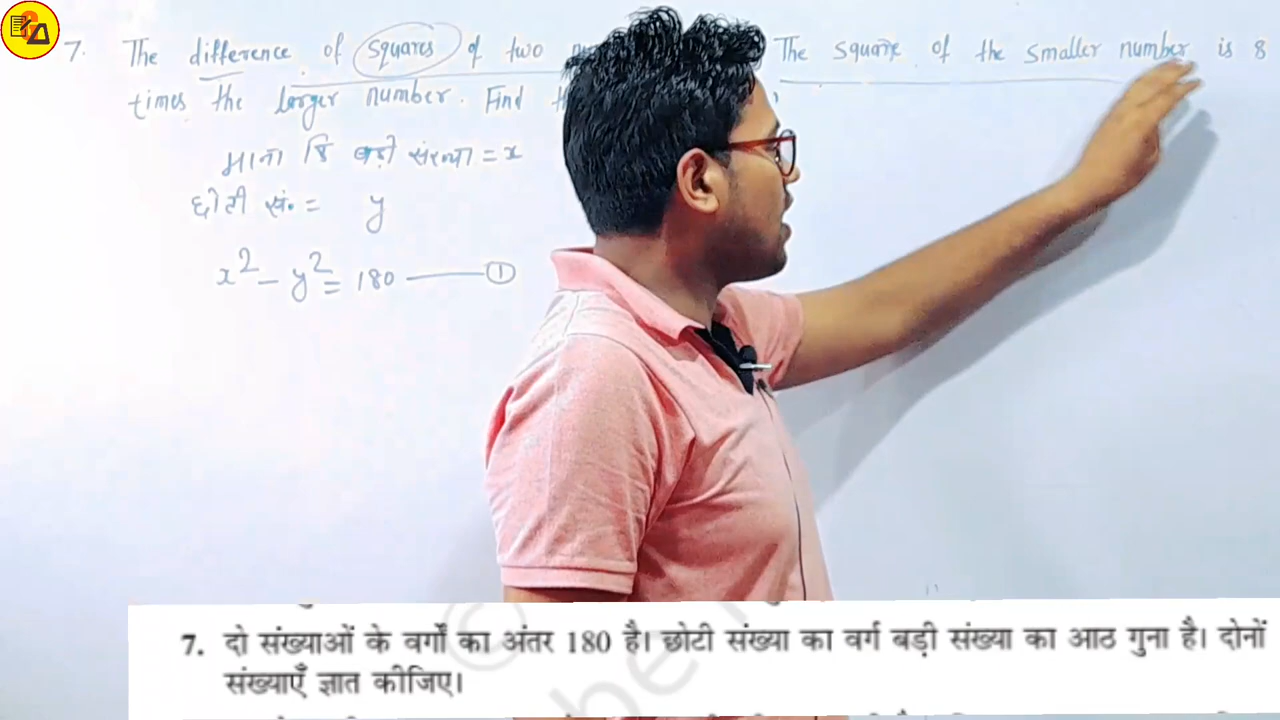 7. The difference of squares of two The square of the smaller number is 8
times the larger number. Find
माना कि बड़ी संख्या = x
छोटी सं॰ = y
x² - y² = 180 —— ①
7. दो संख्याओं के वर्गों का अंतर 180 है। छोटी संख्या का वर्ग बड़ी संख्या का आठ गुना है। दोनों
संख्याएँ ज्ञात कीजिए।